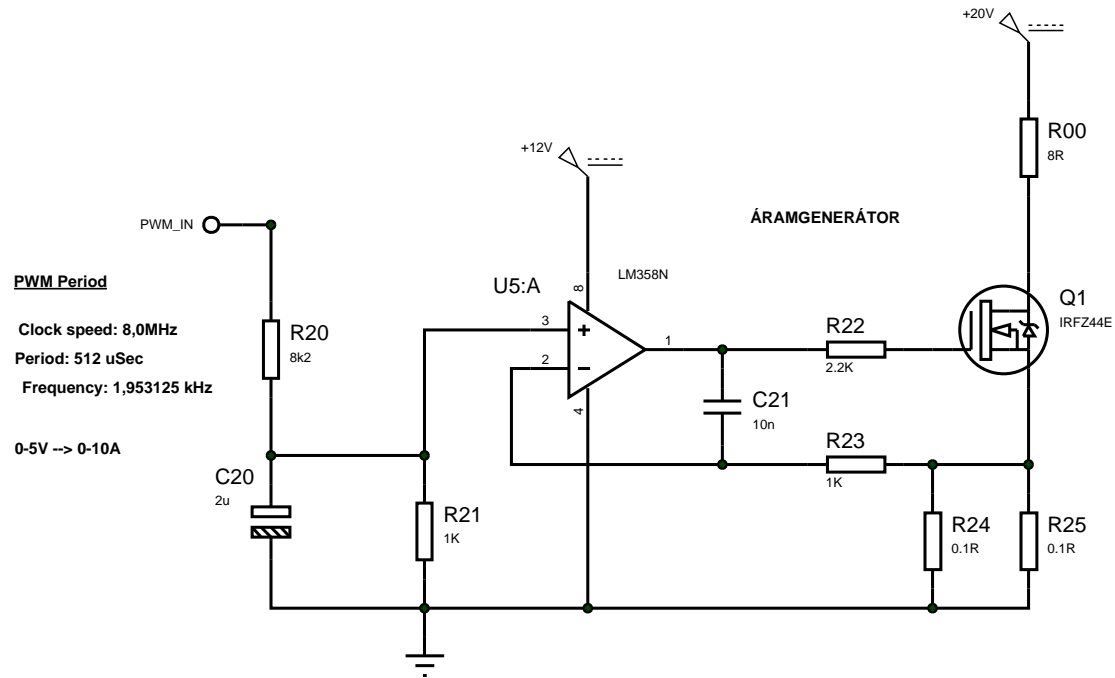 +20V
R00
8R
+12V
PWM_IN
ÁRAMGENERÁTOR
PWM Period
Clock speed: 8,0MHz
Period: 512 uSec
Frequency: 1,953125 kHz
0-5V --> 0-10A
R20
8k2
C20
2u
R21
1K
U5:A
LM358N
8
3
2
1
4
R22
2.2K
C21
10n
R23
1K
Q1
IRFZ44E
R24
0.1R
R25
0.1R